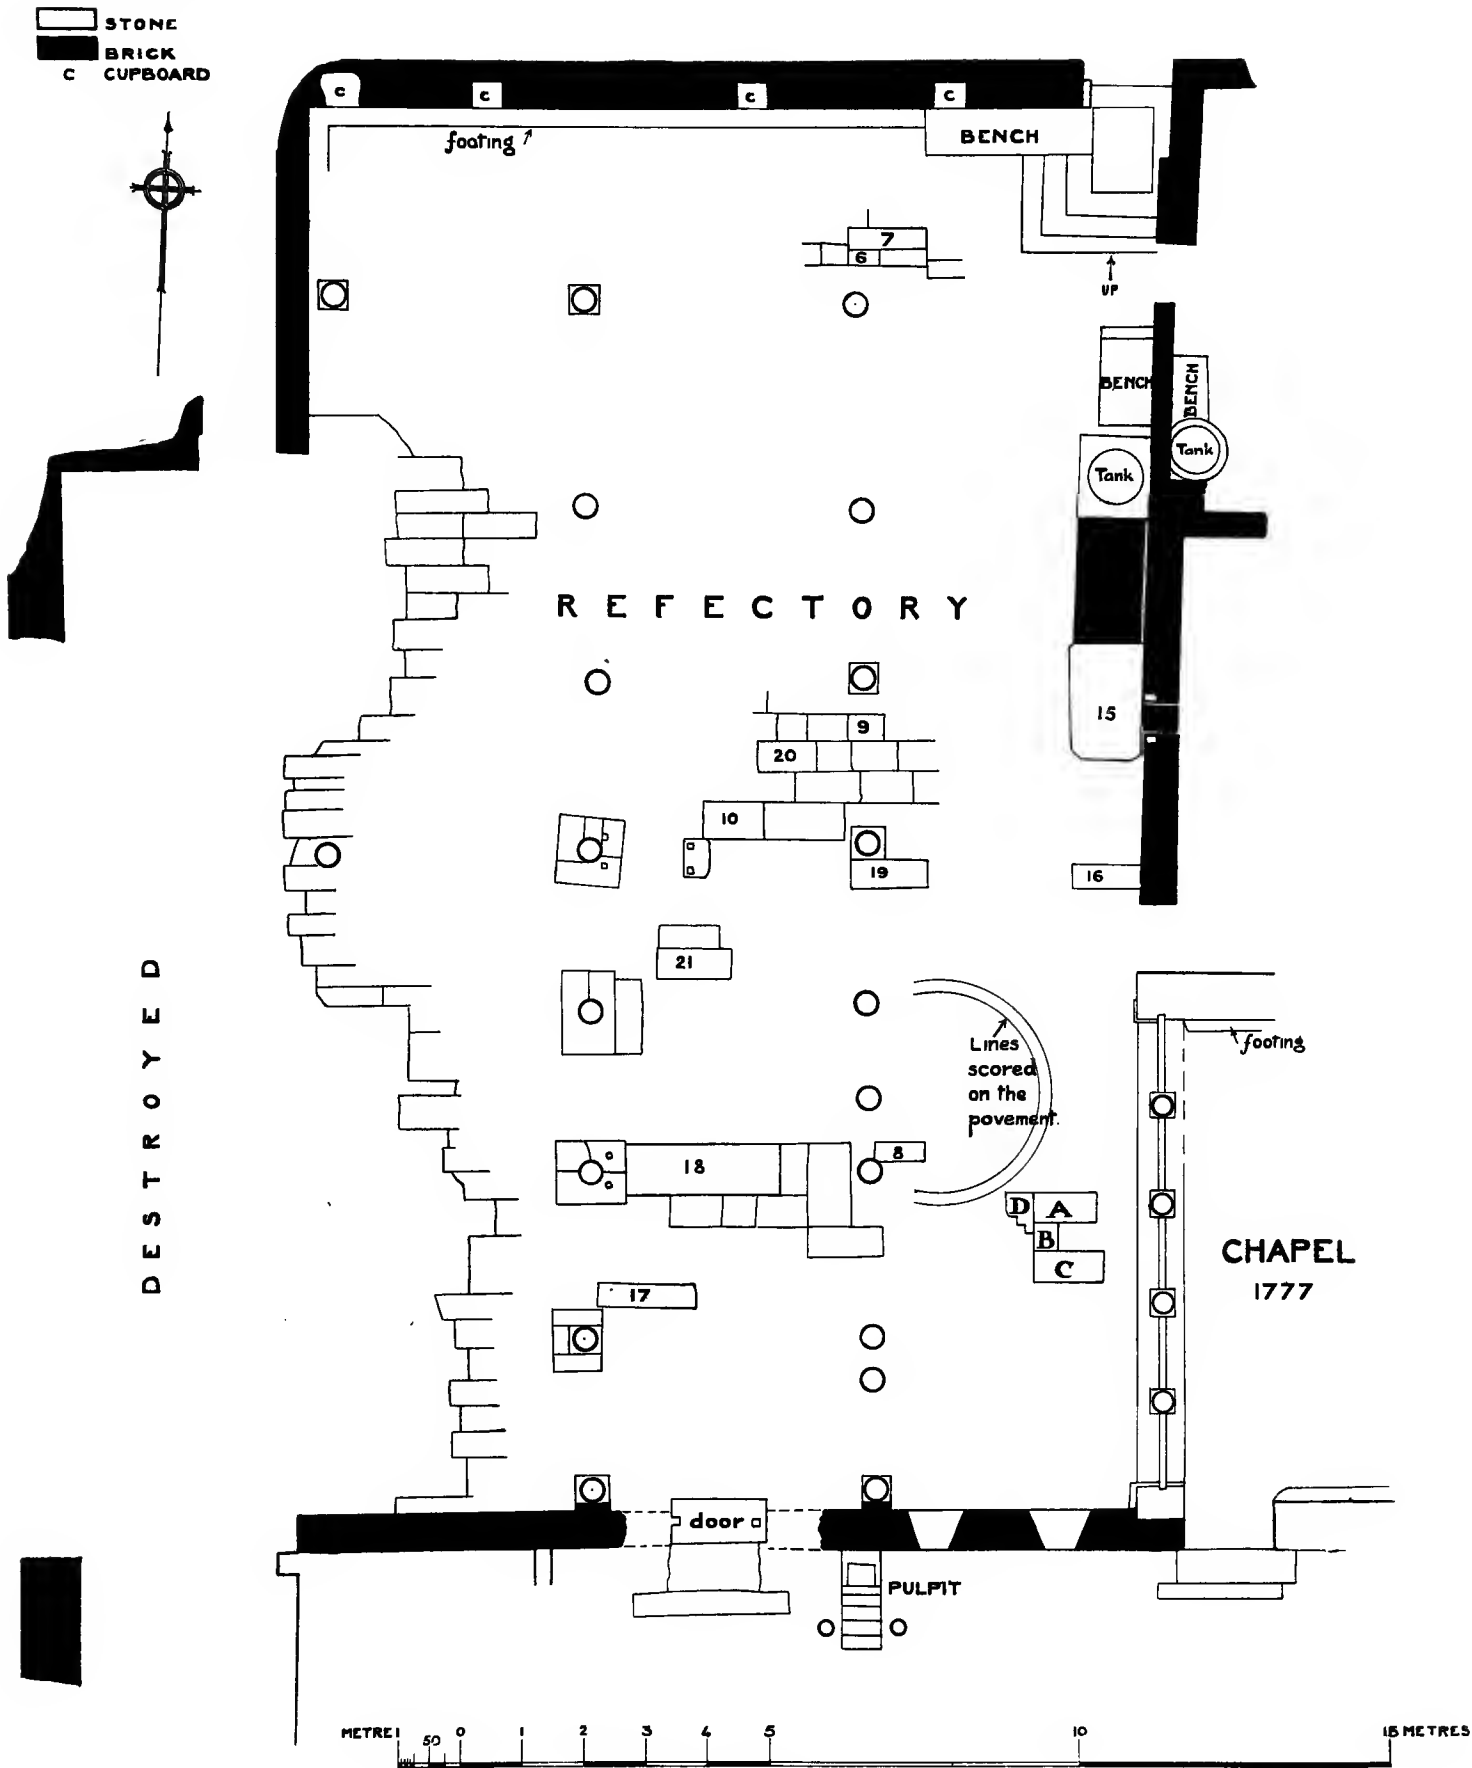 STONE
BRICK
C CUPBOARD
c
c
c
c
footing
BENCH
7
6
UP
BENCH
BENCH
Tank
Tank
REFECTORY
15
9
20
10
19
16
21
DESTROYED
Lines
scored
on the
pavement.
footing
18
8
D A
B
C
CHAPEL
1777
17
door
PULPIT
METRE 1 50 0 1 2 3 4 5 10 15 METRES